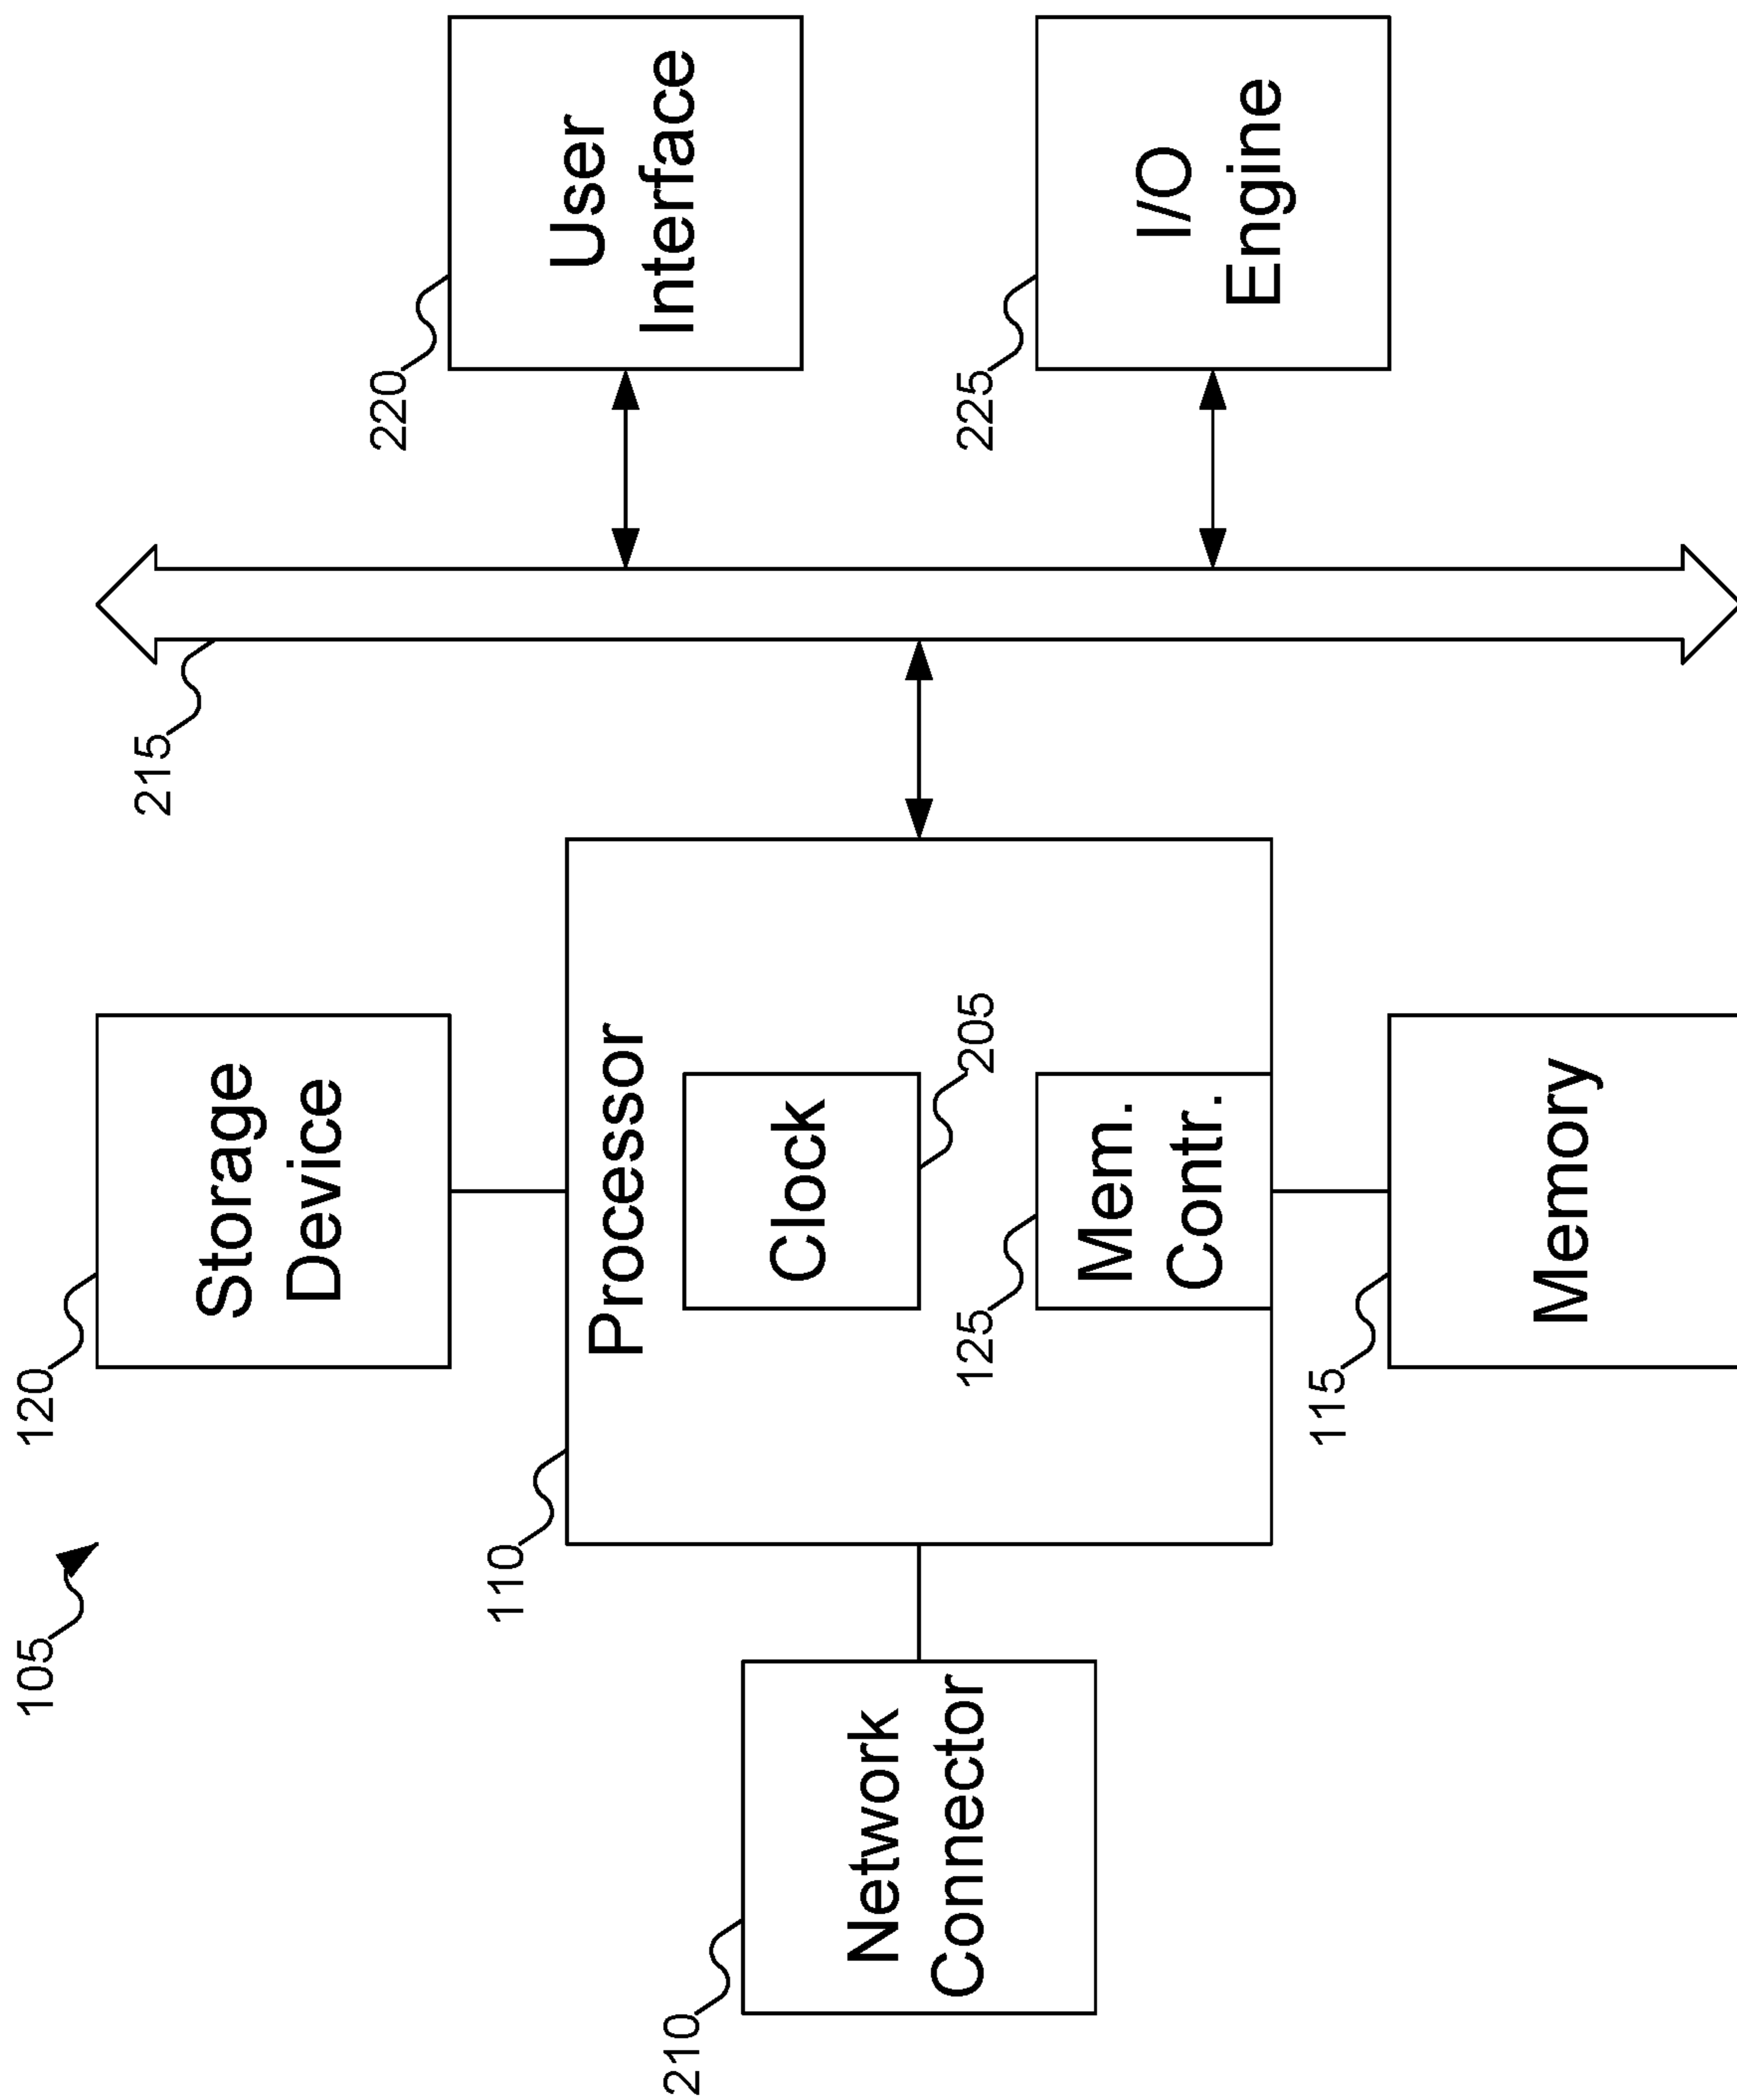 105
120
Storage
Device
110
Processor
Clock
205
125
Mem.
Contr.
115
Memory
210
Network
Connector
215
220
User
Interface
225
I/O
Engine